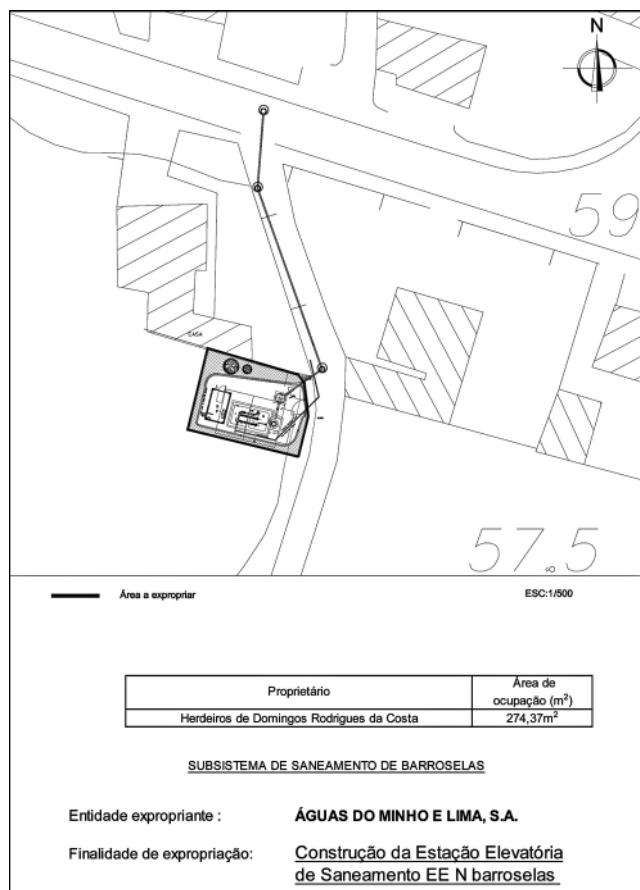 N
59
CASA
57.5
Área a expropriar
ESC:1/500
Proprietário
Área de
ocupação (m²)
Herdeiros de Domingos Rodrigues da Costa
274,37m²
SUBSISTEMA DE SANEAMENTO DE BARROSELAS
Entidade expropriante :
ÁGUAS DO MINHO E LIMA, S.A.
Finalidade de expropriação:
Construção da Estação Elevatória
de Saneamento EE N barroselas